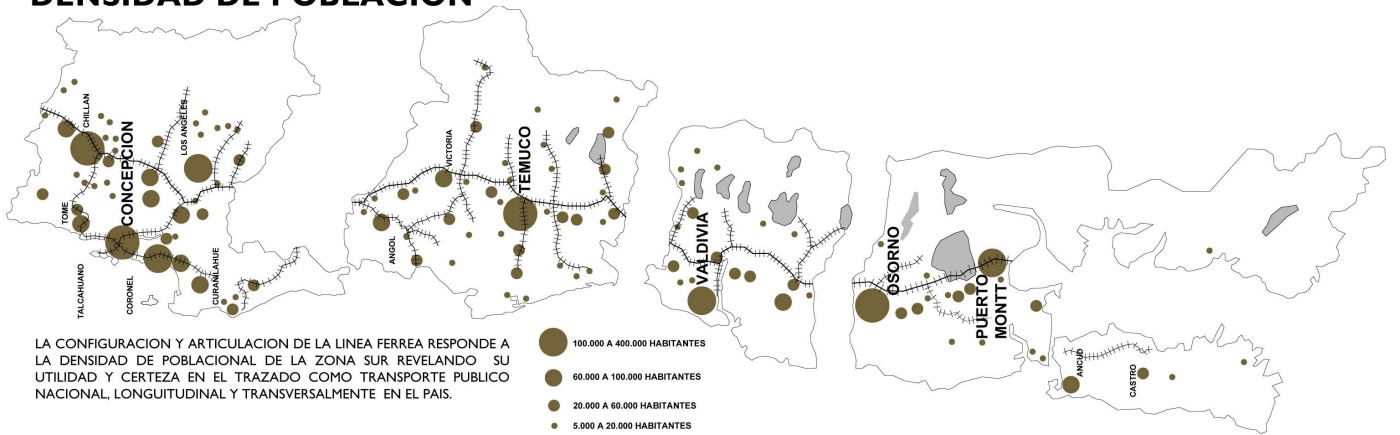 DENSIDAD DE POBLACION
CHILLAN
LOS ANGELES
CONCEPCION
TOME
TALCAHUANO
CORONEL
CURANILAHUE
VICTORIA
TEMUCO
ANGOL
VALDIVIA
OSORNO
PUERTO
MONTT
ANCUD
CASTRO
LA CONFIGURACION Y ARTICULACION DE LA LINEA FERREA RESPONDE A
LA DENSIDAD DE POBLACIONAL DE LA ZONA SUR REVELANDO SU
UTILIDAD Y CERTEZA EN EL TRAZADO COMO TRANSPORTE PUBLICO
NACIONAL, LONGUITUDINAL Y TRANSVERSALMENTE EN EL PAIS.
100.000 A 400.000 HABITANTES
60.000 A 100.000 HABITANTES
20.000 A 60.000 HABITANTES
5.000 A 20.000 HABITANTES